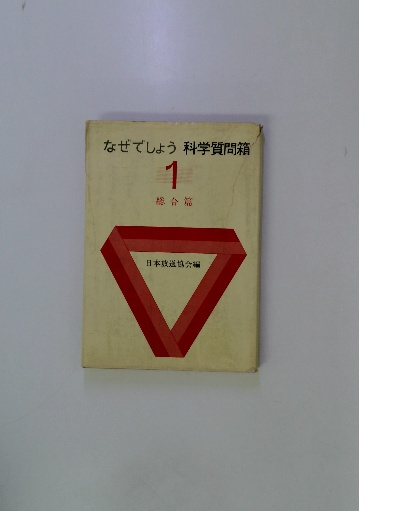 なぜでしょう 科学質問箱
1
総合篇
日本放送協会編